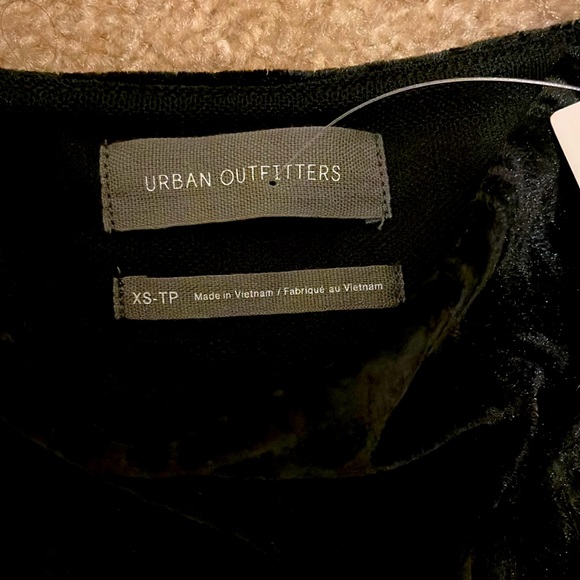 URBAN OUTFITTERS
XS-TP Made in Vietnam / Fabriqué au Vietnam